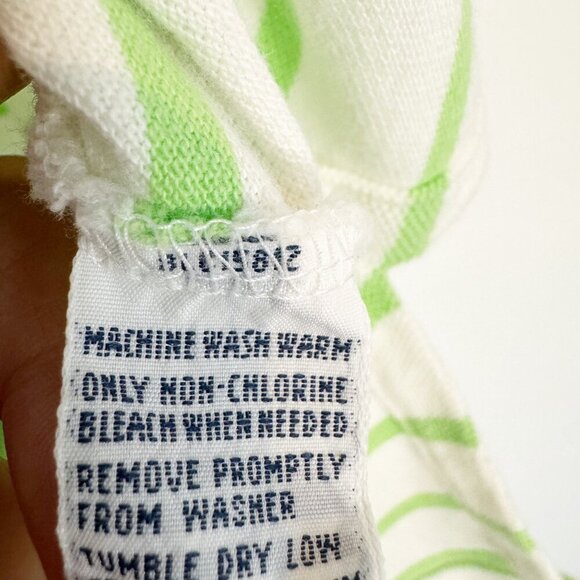 MACHINE WASH WARM
ONLY NON-CHLORINE
BLEACH WHEN NEEDED
REMOVE PROMPTLY
FROM WASHER
TUMBLE DRY LOW